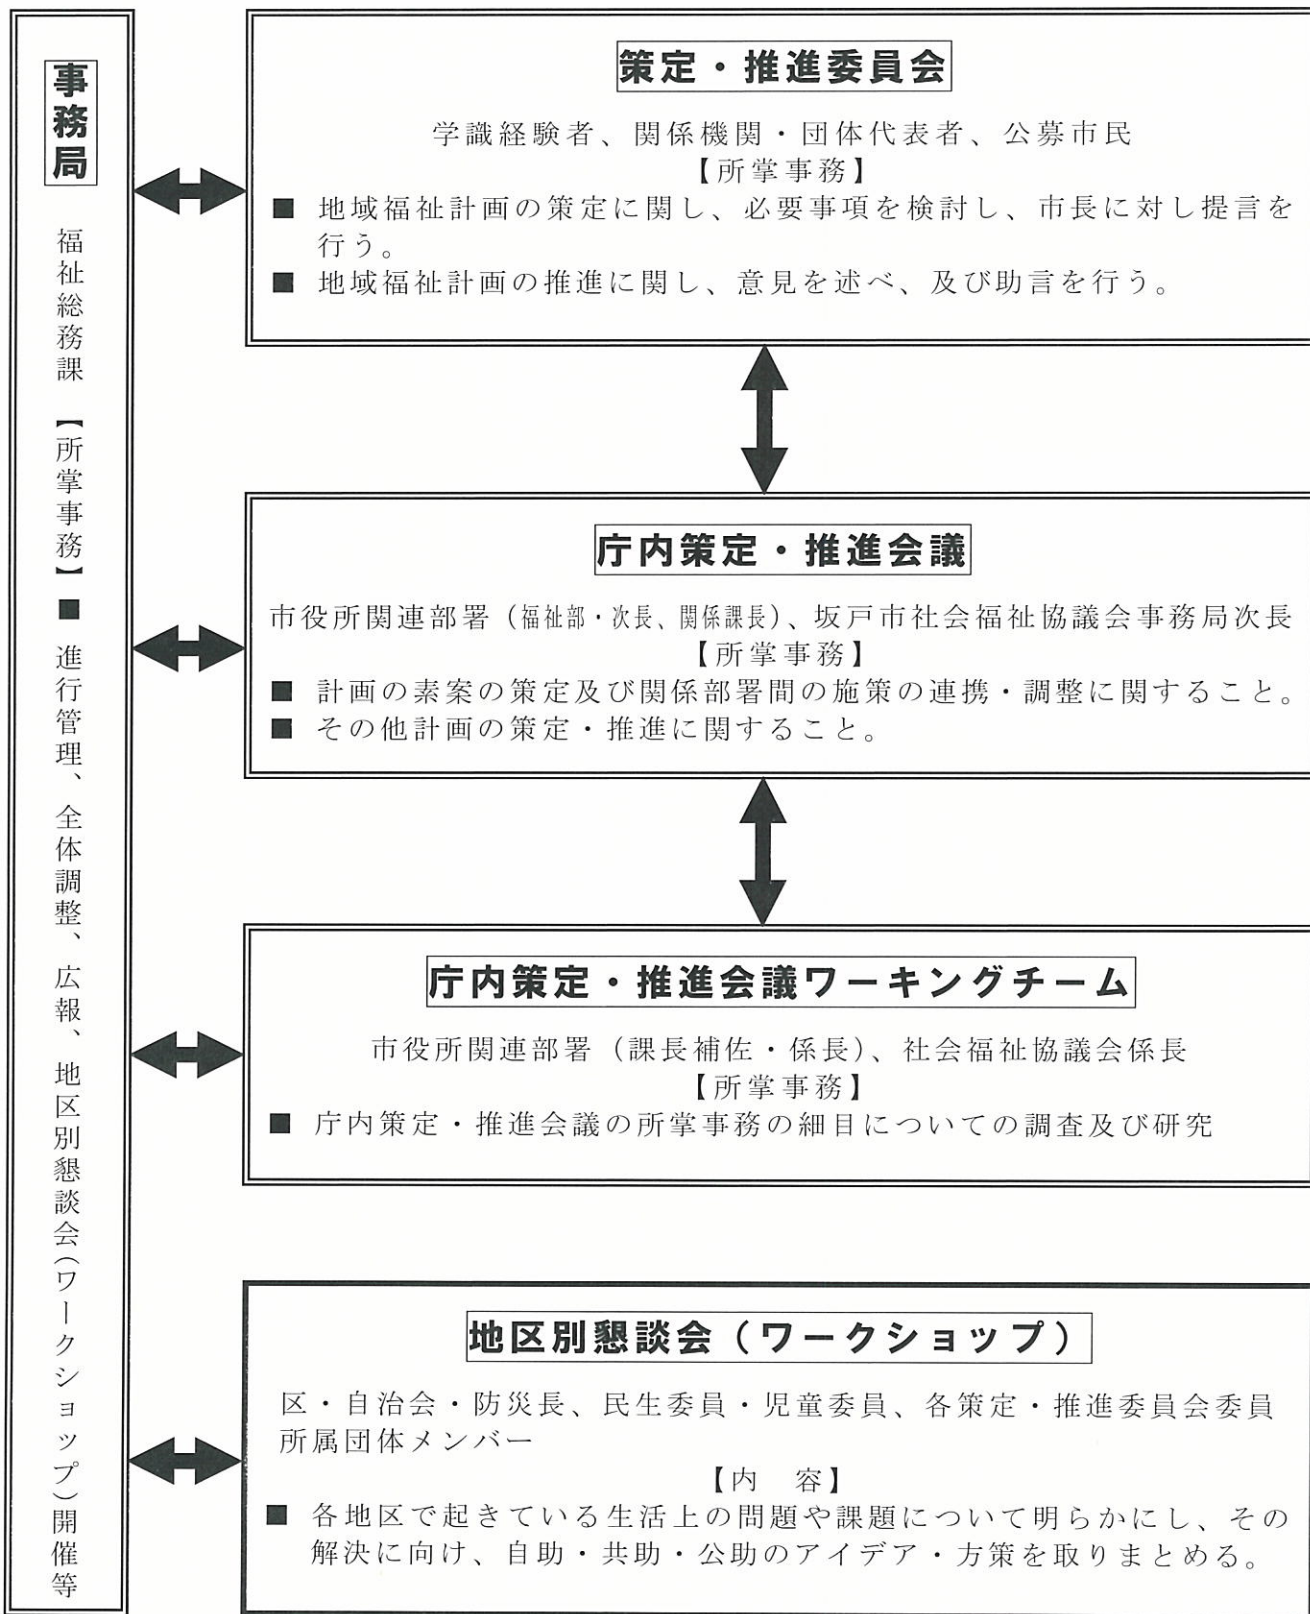 事務局
福祉総務課 【所掌事務】■ 進行管理、全体調整、広報、地区別懇談会(ワークショップ)開催等
策定・推進委員会
学識経験者、関係機関・団体代表者、公募市民
【所掌事務】
■ 地域福祉計画の策定に関し、必要事項を検討し、市長に対し提言を
行う。
■ 地域福祉計画の推進に関し、意見を述べ、及び助言を行う。
庁内策定・推進会議
市役所関連部署（福祉部・次長、関係課長）、坂戸市社会福祉協議会事務局次長
【所掌事務】
■ 計画の素案の策定及び関係部署間の施策の連携・調整に関すること。
■ その他計画の策定・推進に関すること。
庁内策定・推進会議ワーキングチーム
市役所関連部署（課長補佐・係長）、社会福祉協議会係長
【所掌事務】
■ 庁内策定・推進会議の所掌事務の細目についての調査及び研究
地区別懇談会（ワークショップ）
区・自治会・防災長、民生委員・児童委員、各策定・推進委員会委員
所属団体メンバー
【内　容】
■ 各地区で起きている生活上の問題や課題について明らかにし、その
解決に向け、自助・共助・公助のアイデア・方策を取りまとめる。